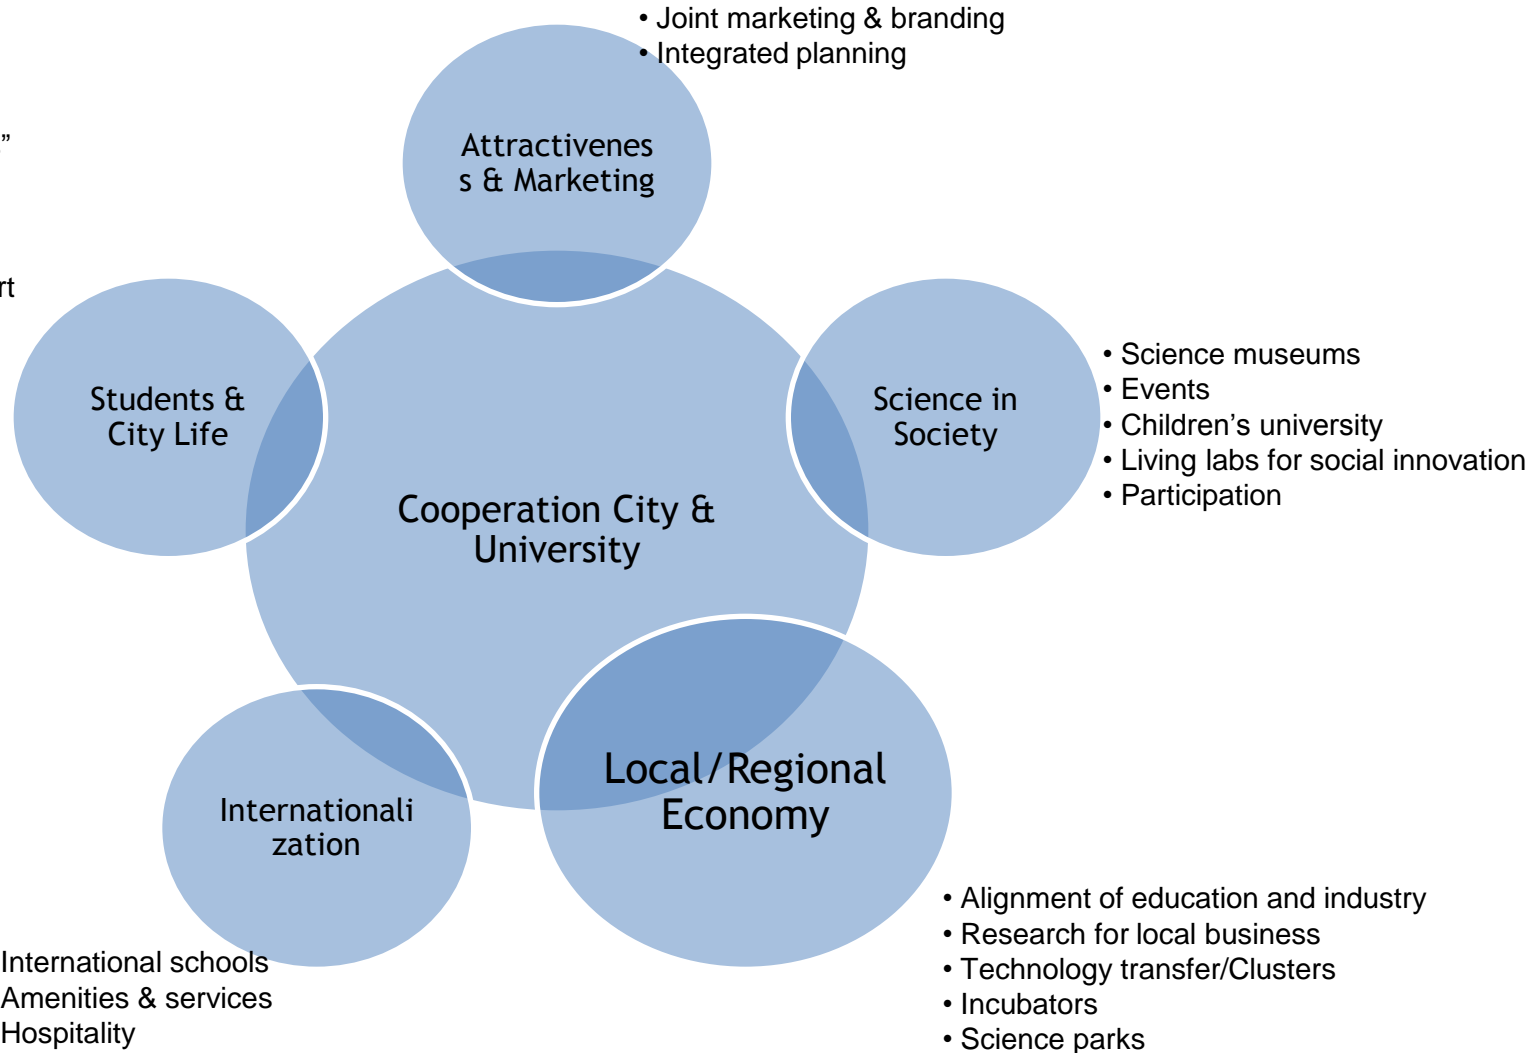 • Joint marketing & branding
• Integrated planning
”
Attractivenes
s & Marketing
rt
Students &
City Life
Science in
Society
• Science museums
• Events
• Children’s university
• Living labs for social innovation
• Participation
Cooperation City &
University
Local/Regional
Economy
Internationali
zation
• Alignment of education and industry
• Research for local business
• Technology transfer/Clusters
• Incubators
• Science parks
International schools
Amenities & services
Hospitality